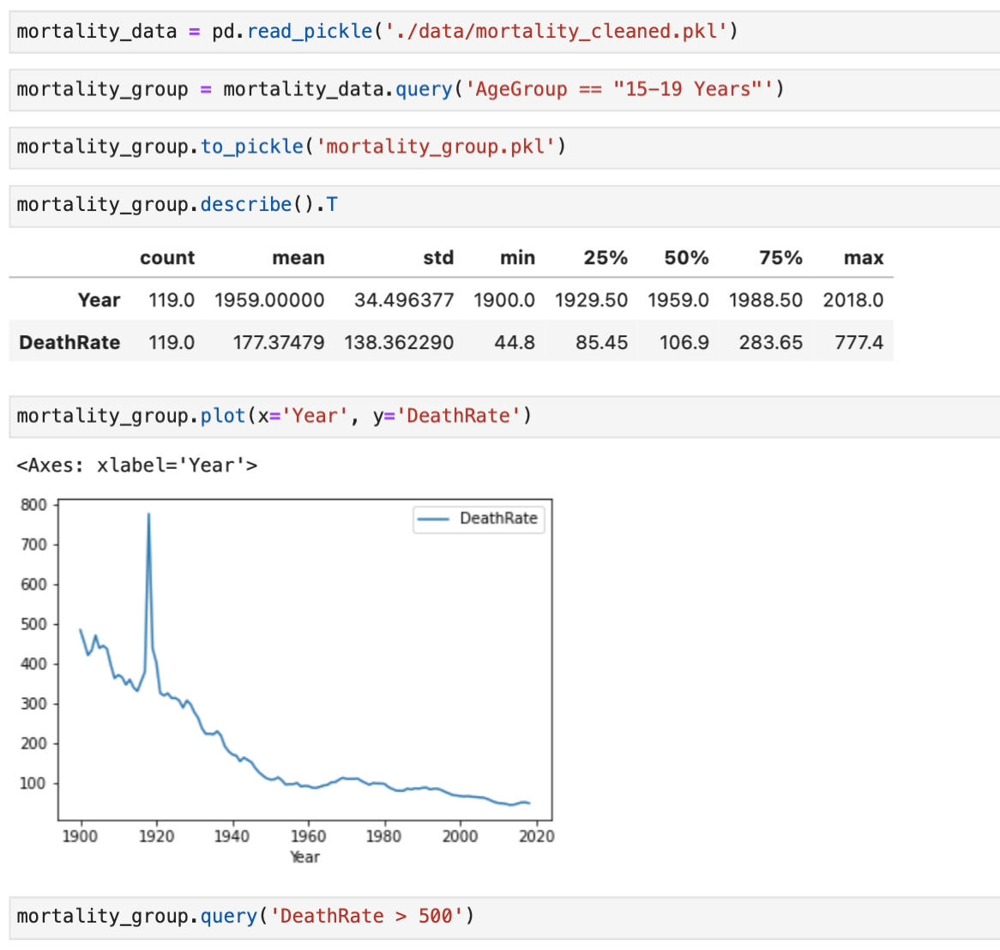 mortality_data = pd.read_pickle('./data/mortality_cleaned.pkl')
mortality_group = mortality_data.query('AgeGroup == "15-19 Years"')
mortality_group.to_pickle('mortality_group.pkl')
mortality_group.describe().T
count mean std min 25% 50% 75% max
Year 119.0 1959.00000 34.496377 1900.0 1929.50 1959.0 1988.50 2018.0
DeathRate 119.0 177.37479 138.362290 44.8 85.45 106.9 283.65 777.4
mortality_group.plot(x='Year', y='DeathRate')
<Axes: xlabel='Year'>
800
DeathRate
700
600
500
400
300
200
100
1900 1920 1940 1960 1980 2000 2020
Year
mortality_group.query('DeathRate > 500')